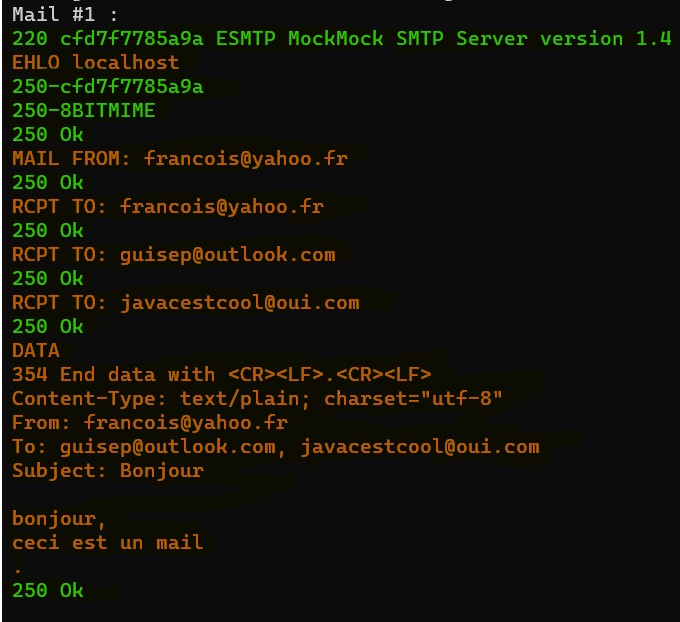 Mail #1 :
220 cfd7f7785a9a ESMTP MockMock SMTP Server version 1.4
EHLO localhost
250-cfd7f7785a9a
250-8BITMIME
250 Ok
MAIL FROM: francois@yahoo.fr
250 Ok
RCPT TO: francois@yahoo.fr
250 Ok
RCPT TO: guisep@outlook.com
250 Ok
RCPT TO: javacestcool@oui.com
250 Ok
DATA
354 End data with <CR><LF>.<CR><LF>
Content-Type: text/plain; charset="utf-8"
From: francois@yahoo.fr
To: guisep@outlook.com, javacestcool@oui.com
Subject: Bonjour

bonjour,
ceci est un mail
.
250 Ok